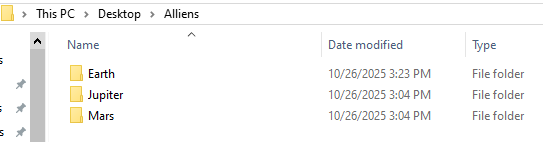 This PC > Desktop > Alliens
Name Date modified Type
Earth 10/26/2025 3:23 PM File folder
Jupiter 10/26/2025 3:04 PM File folder
Mars 10/26/2025 3:04 PM File folder